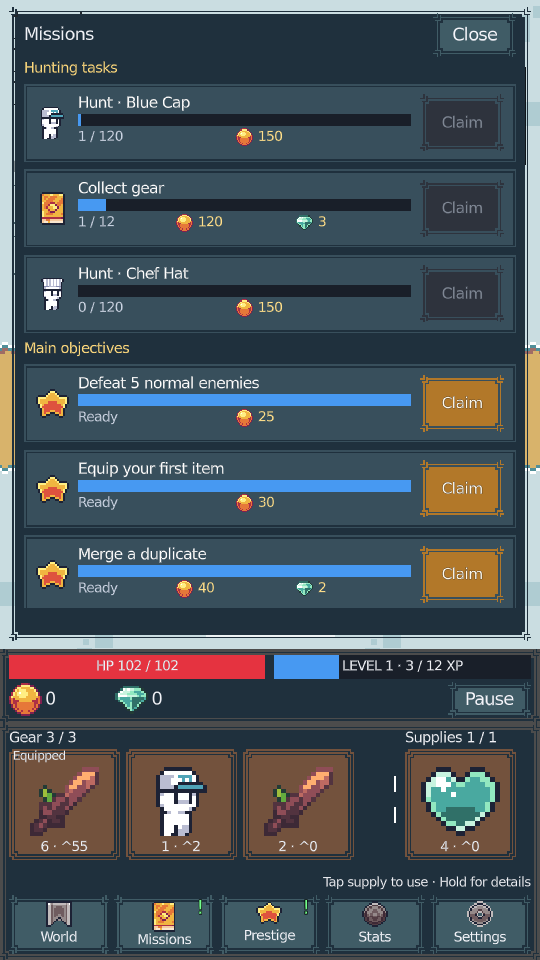 Missions
Close
Hunting tasks
Hunt · Blue Cap
1 / 120
150
Claim
Collect gear
1 / 12
120
3
Claim
Hunt · Chef Hat
0 / 120
150
Claim
Main objectives
Defeat 5 normal enemies
Ready
25
Claim
Equip your first item
Ready
30
Claim
Merge a duplicate
Ready
40
2
Claim
HP 102 / 102
LEVEL 1 · 3 / 12 XP
0
0
Pause
Gear 3 / 3
Supplies 1 / 1
Equipped
6 · ^55
1 · ^2
2 · ^0
4 · ^0
Tap supply to use · Hold for details
World
! Missions
! Prestige
Stats
Settings